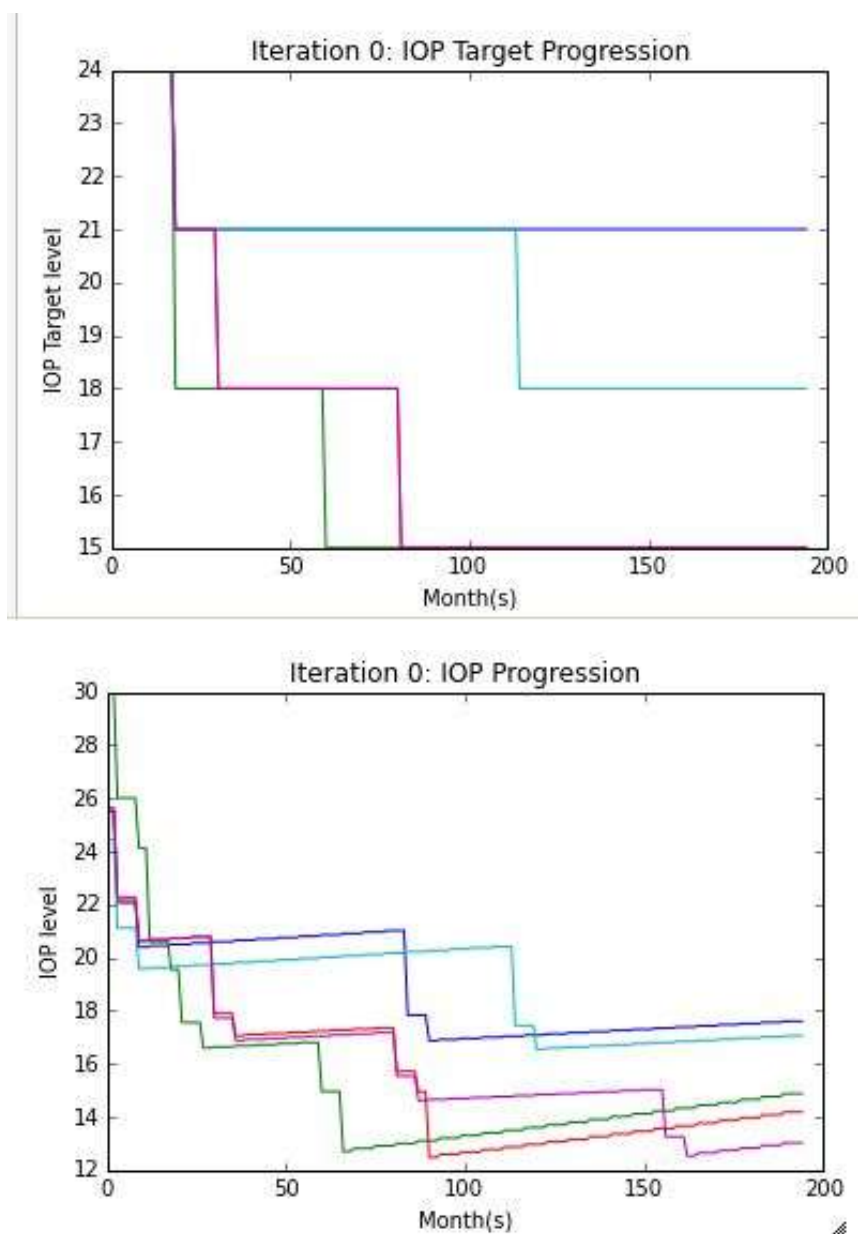 Iteration 0: IOP Target Progression
24
23
22
21
20
19
18
17
16
15
IOP Target level
0 50 100 150 200
Month(s)
Iteration 0: IOP Progression
30
28
26
24
22
20
18
16
14
12
IOP level
0 50 100 150 200
Month(s)